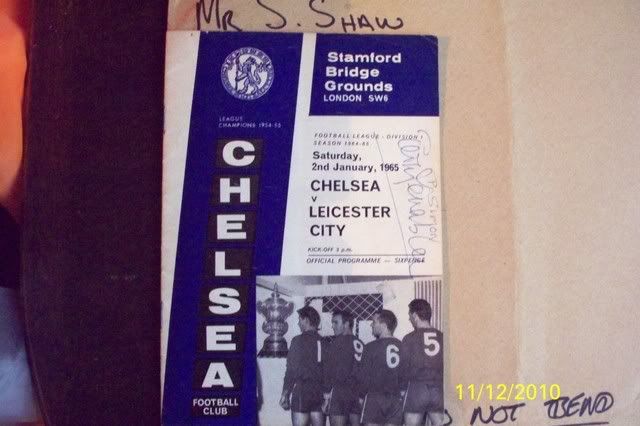 Mr S. Shaw
Stamford
Bridge
Grounds
LONDON SW6
LEAGUE
CHAMPIONS 1954-55
CHELSEA
FOOTBALL
CLUB
FOOTBALL LEAGUE - DIVISION 1
SEASON 1964-65
Saturday,
2nd January, 1965
CHELSEA
v
LEICESTER
CITY
KICK-OFF 3 p.m.
OFFICIAL PROGRAMME — SIXPENCE
1
9
6
5
11/12/2010
NOT BEND